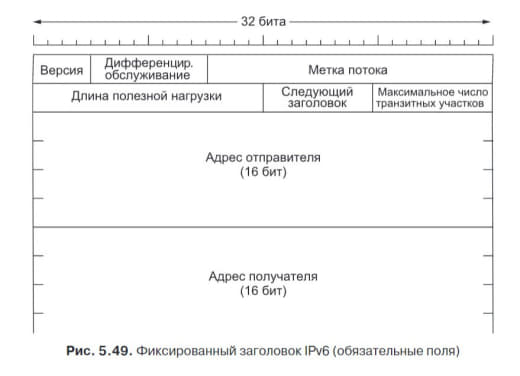 32 бита
Версия
Дифференцир.
обслуживание
Метка потока
Длина полезной нагрузки
Следующий
заголовок
Максимальное число
транзитных участков
Адрес отправителя
(16 бит)
Адрес получателя
(16 бит)
Рис. 5.49. Фиксированный заголовок IPv6 (обязательные поля)